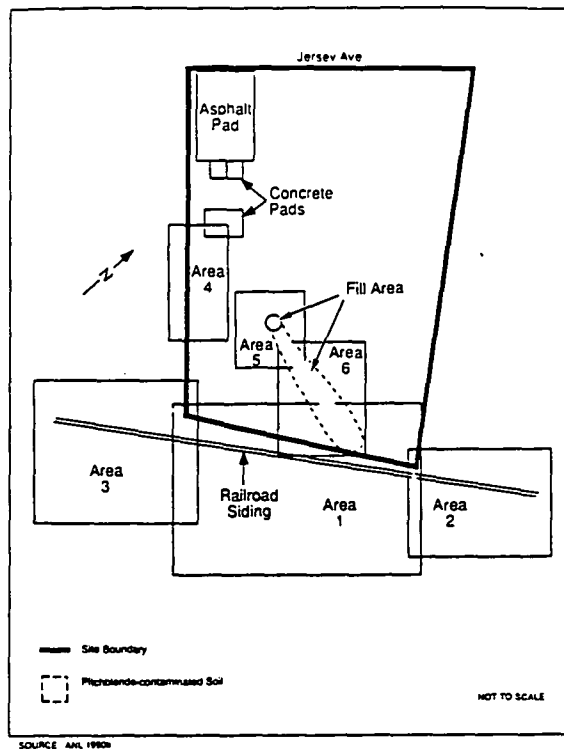 Jersey Ave
Asphalt
Pad
Concrete
Pads
N
Area
4
Fill Area
Area
5
Area
6
Area
3
Railroad
Siding
Area
1
Area
2
Site Boundary
Pitchblende-contaminated Soil
NOT TO SCALE
SOURCE ANL